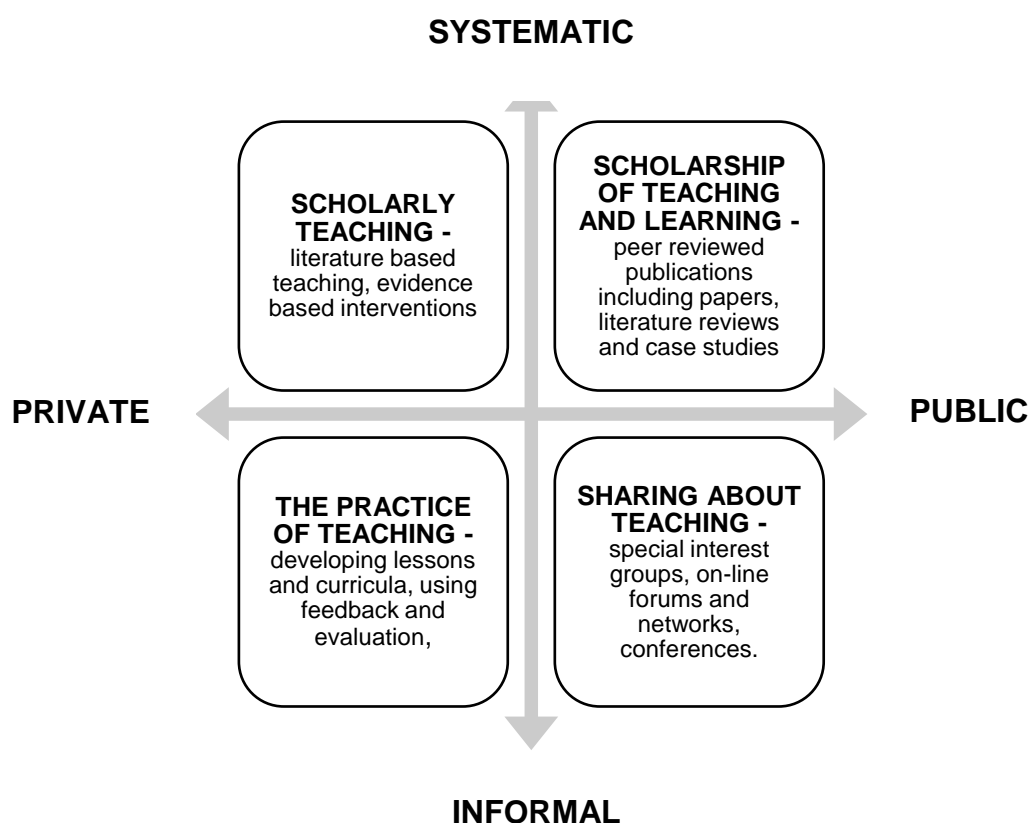 SYSTEMATIC
SCHOLARLY
TEACHING -
literature based
teaching, evidence
based interventions
SCHOLARSHIP
OF TEACHING
AND LEARNING -
peer reviewed
publications
including papers,
literature reviews
and case studies
PRIVATE
PUBLIC
THE PRACTICE
OF TEACHING -
developing lessons
and curricula, using
feedback and
evaluation,
SHARING ABOUT
TEACHING -
special interest
groups, on-line
forums and
networks,
conferences.
INFORMAL